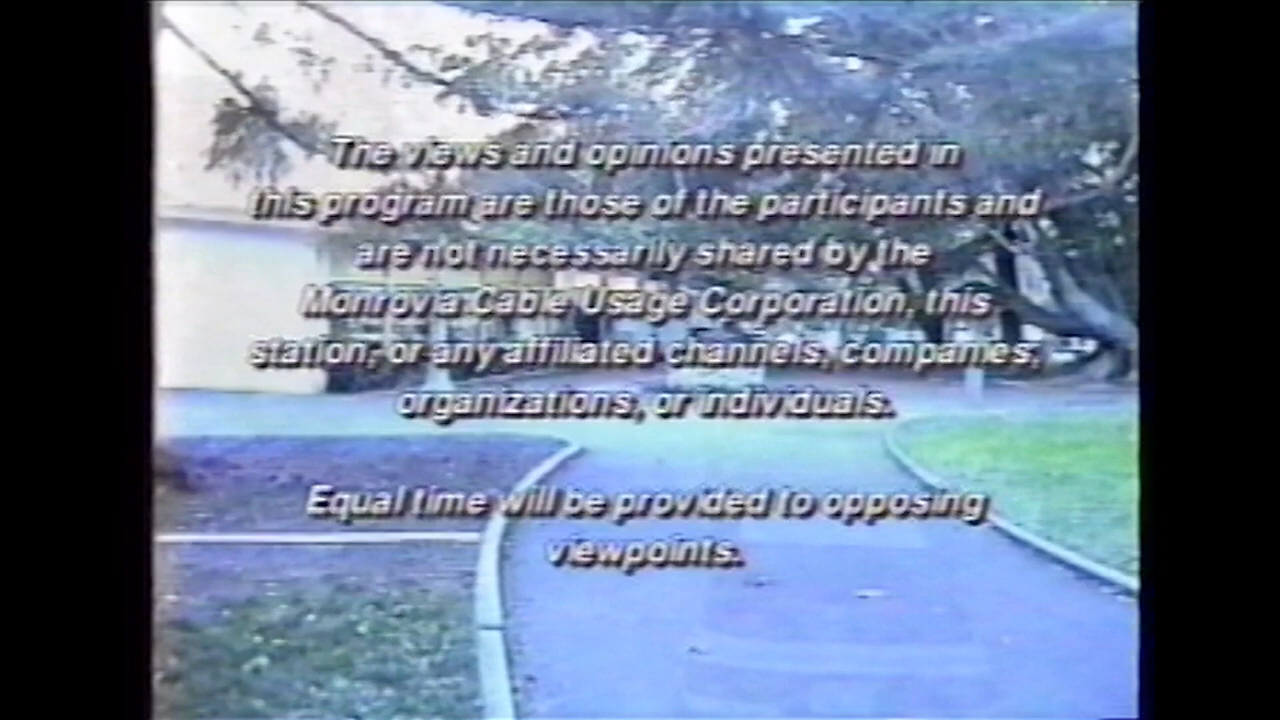 The views and opinions presented in
this program are those of the participants and
are not necessarily shared by the
Monrovia Cable Usage Corporation, this
station, or any affiliated channels, companies,
organizations, or individuals.
Equal time will be provided to opposing
viewpoints.